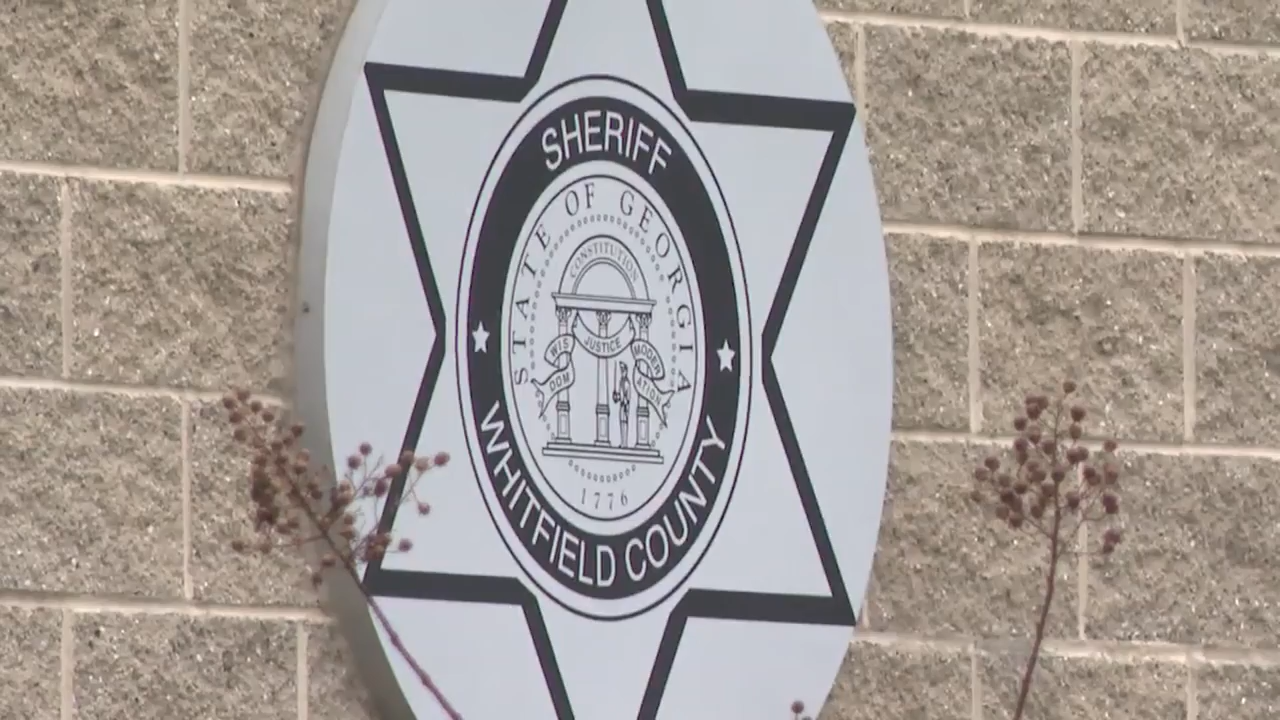 SHERIFF
STATE OF GEORGIA
CONSTITUTION
WIS
DOM
JUSTICE
MODER
ATION
1776
WHITFIELD COUNTY